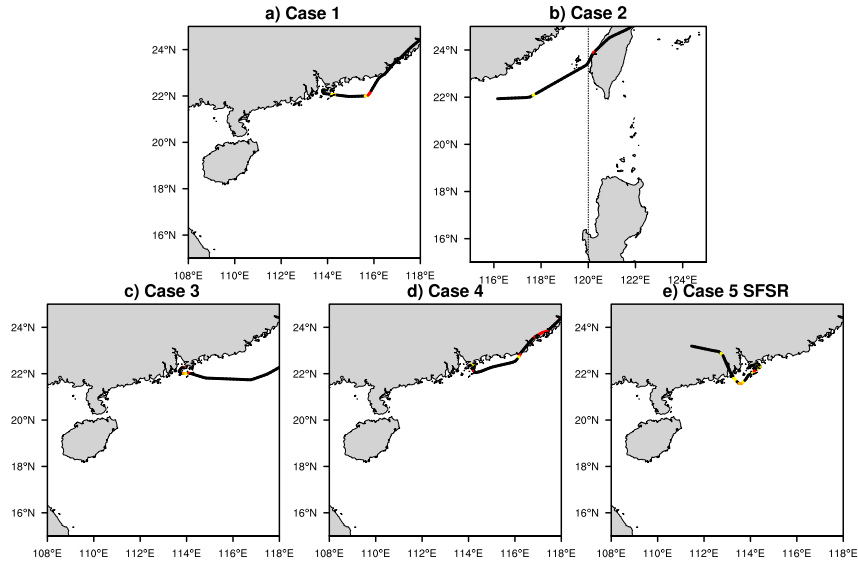 a) Case 1
b) Case 2
24°N
22°N
20°N
18°N
16°N
108°E 110°E 112°E 114°E 116°E 118°E
24°N
22°N
20°N
18°N
16°N
116°E 118°E 120°E 122°E 124°E
c) Case 3
d) Case 4
e) Case 5 SFSR
24°N
22°N
20°N
18°N
16°N
108°E 110°E 112°E 114°E 116°E 118°E
24°N
22°N
20°N
18°N
16°N
108°E 110°E 112°E 114°E 116°E 118°E
24°N
22°N
20°N
18°N
16°N
108°E 110°E 112°E 114°E 116°E 118°E